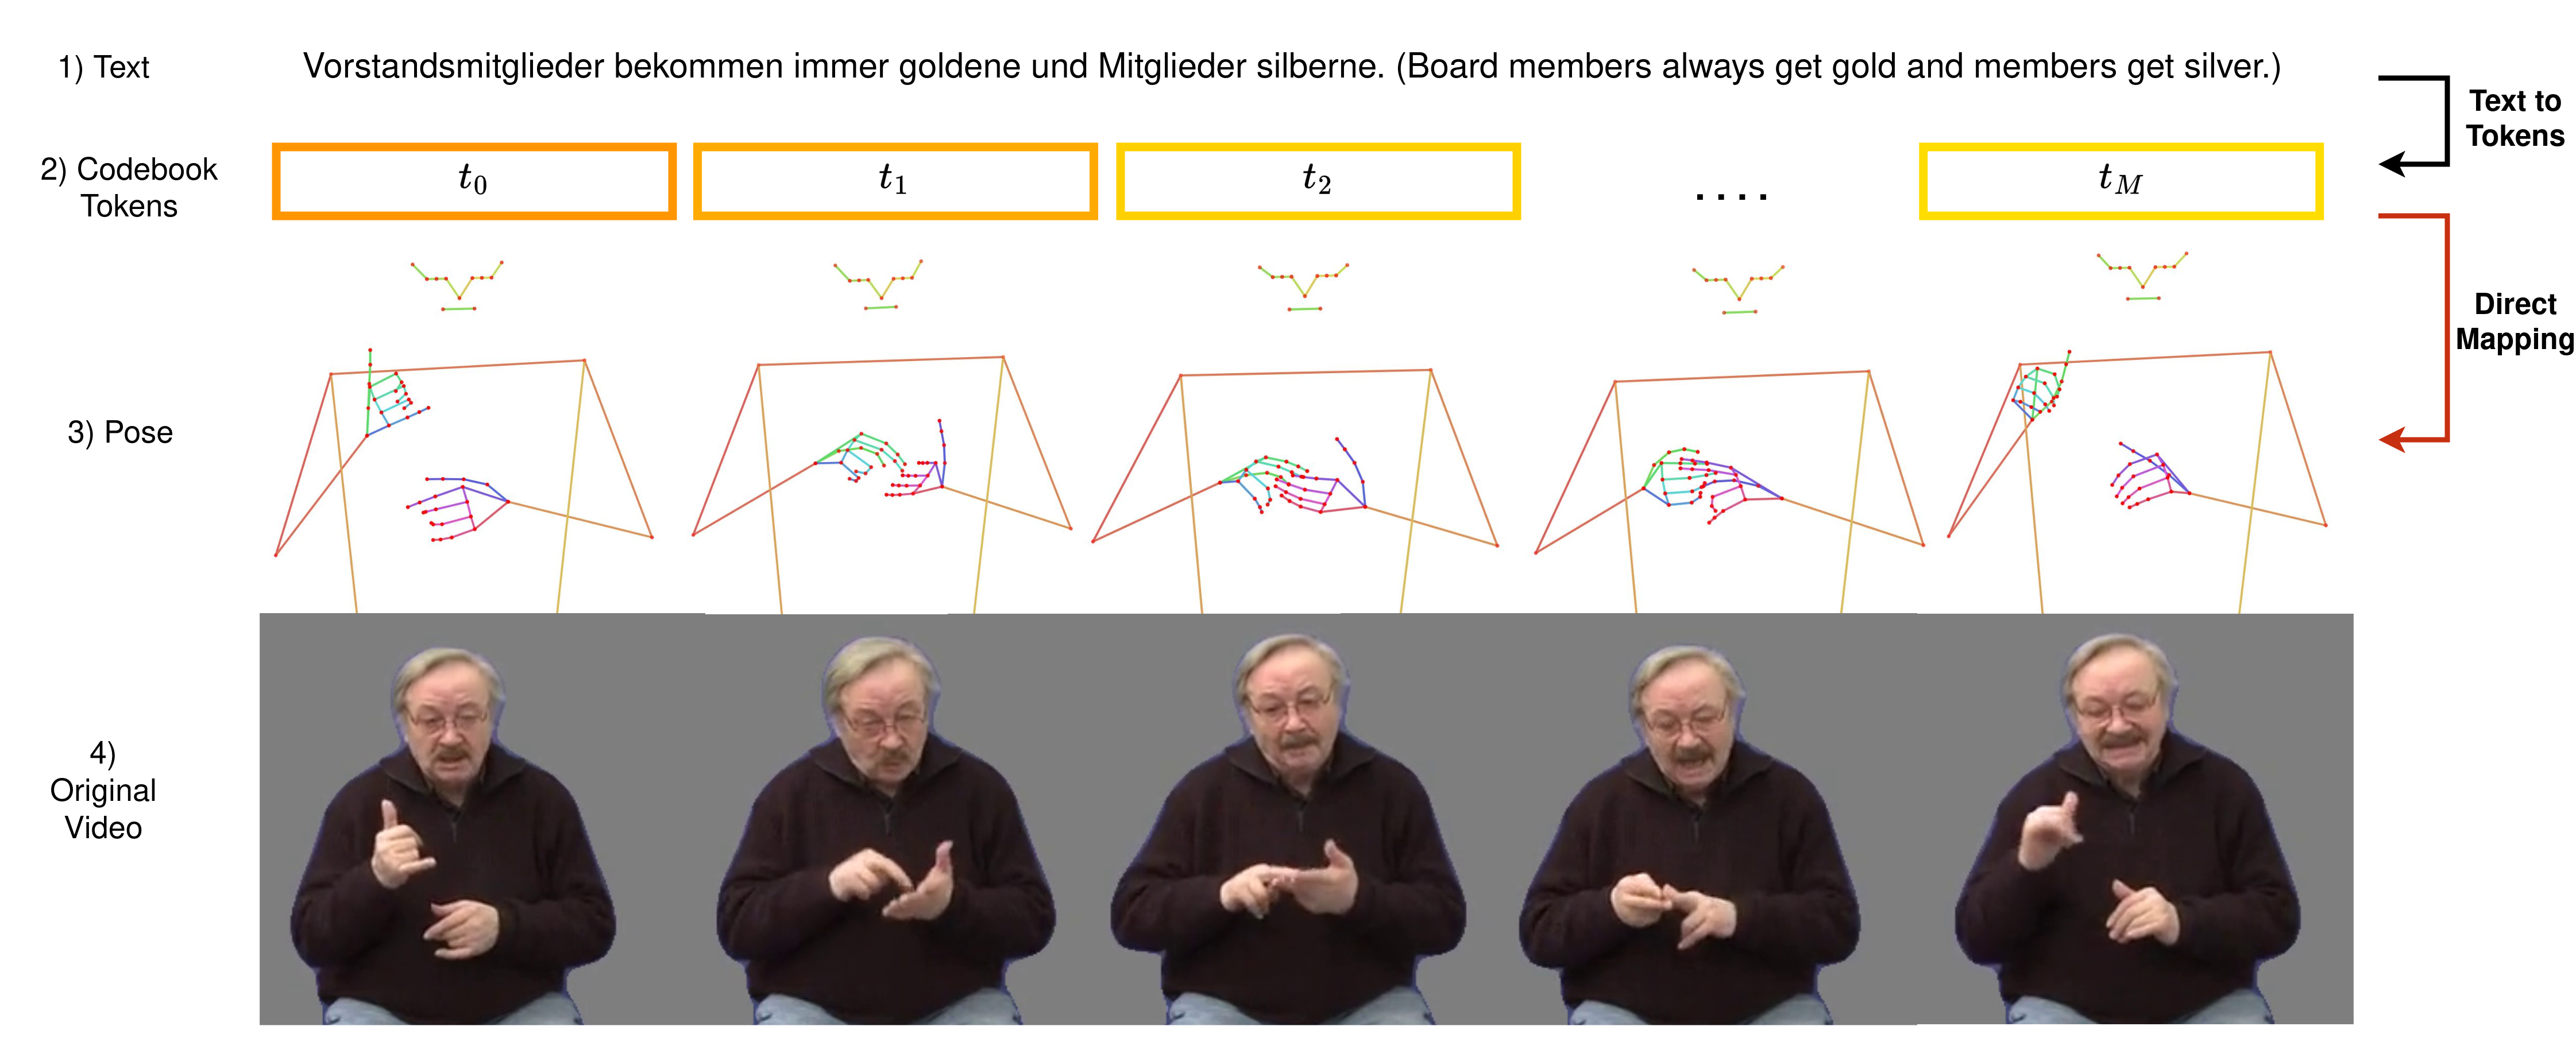 1) Text
Vorstandsmitglieder bekommen immer goldene und Mitglieder silberne. (Board members always get gold and members get silver.)
Text to
Tokens
2) Codebook
Tokens
t_0
t_1
t_2
....
t_M
Direct
Mapping
3) Pose
4)
Original
Video